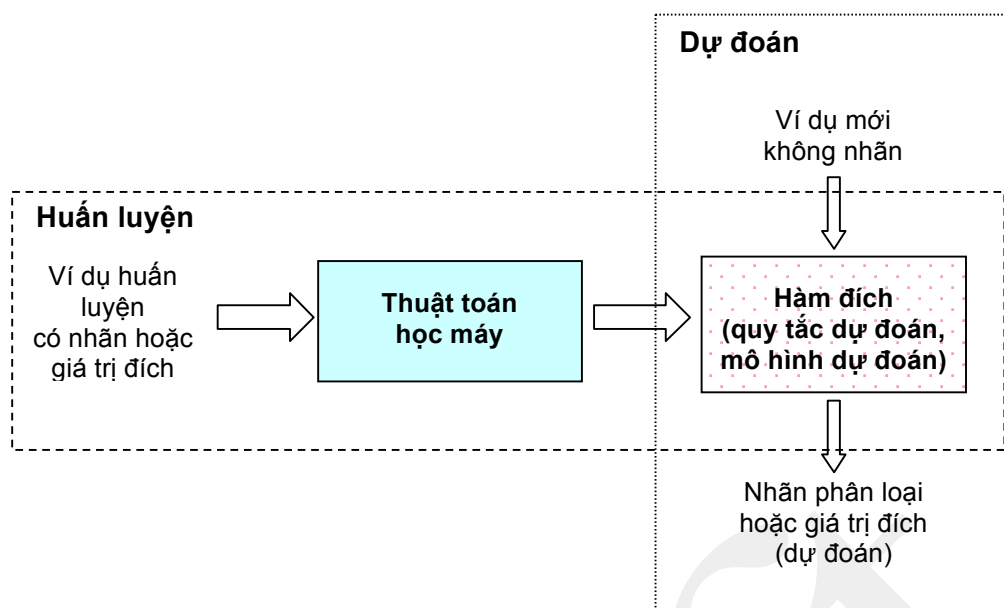 Dự đoán
Ví dụ mới
không nhãn
Huấn luyện
Ví dụ huấn
luyện
có nhãn hoặc
giá trị đích
Thuật toán
học máy
Hàm đích
(quy tắc dự đoán,
mô hình dự đoán)
Nhãn phân loại
hoặc giá trị đích
(dự đoán)